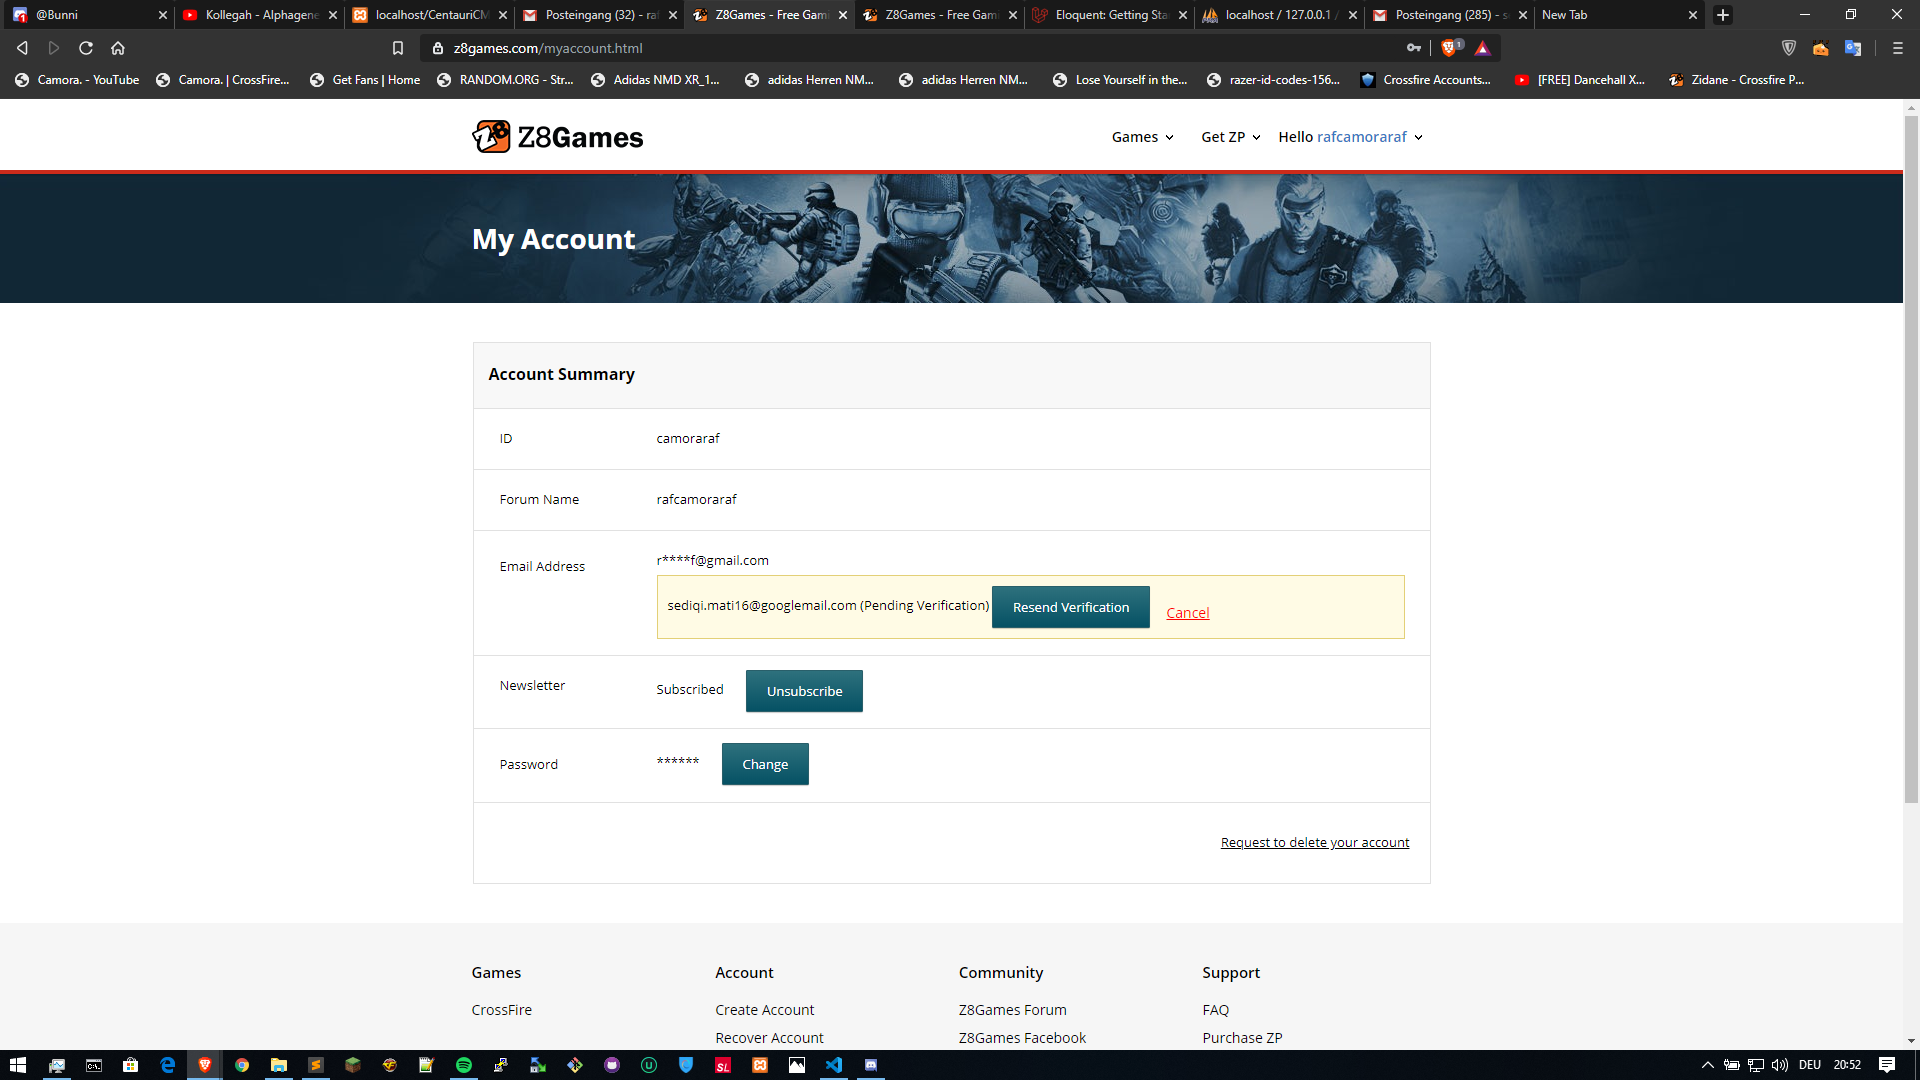 @Bunni
Kollegah - Alphagene
localhost/CentauriCM
Posteingang (32) - ra
Z8Games - Free Gami
Z8Games - Free Gami
Eloquent: Getting Sta
localhost / 127.0.0.1 /
Posteingang (285) - s
New Tab
z8games.com/myaccount.html
1
Camora. - YouTube
Camora. | CrossFire...
Get Fans | Home
RANDOM.ORG - Str...
Adidas NMD XR_1...
adidas Herren NM...
adidas Herren NM...
Lose Yourself in the...
razer-id-codes-156...
Crossfire Accounts...
[FREE] Dancehall X...
Zidane - Crossfire P...
Z8Games
Games
Get ZP
Hello rafcamoraraf
My Account
Account Summary
ID
camoraraf
Forum Name
rafcamoraraf
Email Address
r****f@gmail.com
sediqi.mati16@googlemail.com (Pending Verification)
Resend Verification
Cancel
Newsletter
Subscribed
Unsubscribe
Password
******
Change
Request to delete your account
Games
Account
Community
Support
CrossFire
Create Account
Z8Games Forum
FAQ
Recover Account
Z8Games Facebook
Purchase ZP
DEU
20:52